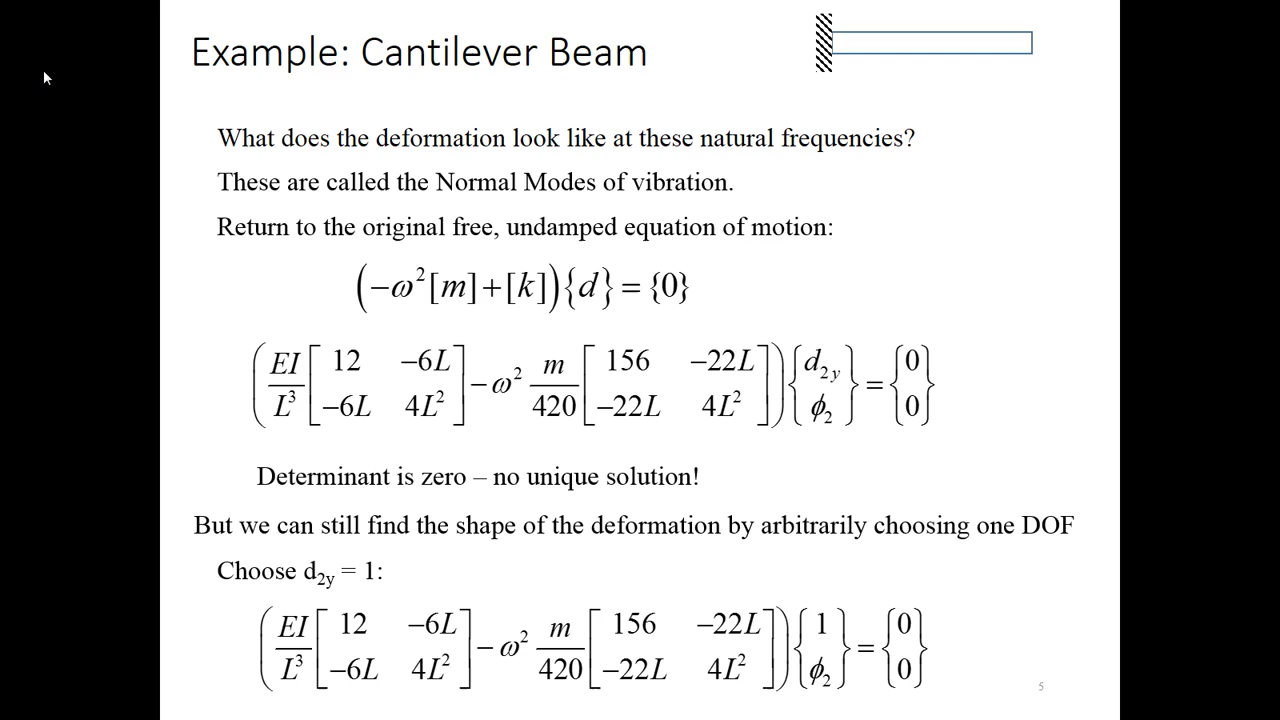 Example: Cantilever Beam
What does the deformation look like at these natural frequencies?
These are called the Normal Modes of vibration.
Return to the original free, undamped equation of motion:
(−ω²[m]+[k]){d} = {0}
(EI/L³ [12 −6L; −6L 4L²] − ω² m/420 [156 −22L; −22L 4L²]) {d₂y; ϕ₂} = {0; 0}
Determinant is zero – no unique solution!
But we can still find the shape of the deformation by arbitrarily choosing one DOF
Choose d₂y = 1:
(EI/L³ [12 −6L; −6L 4L²] − ω² m/420 [156 −22L; −22L 4L²]) {1; ϕ₂} = {0; 0}
5